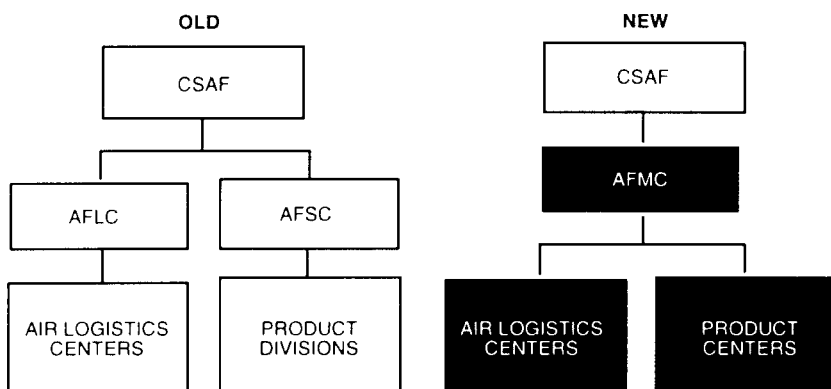 OLD
CSAF
AFLC
AFSC
AIR LOGISTICS
CENTERS
PRODUCT
DIVISIONS
NEW
CSAF
AFMC
AIR LOGISTICS
CENTERS
PRODUCT
CENTERS